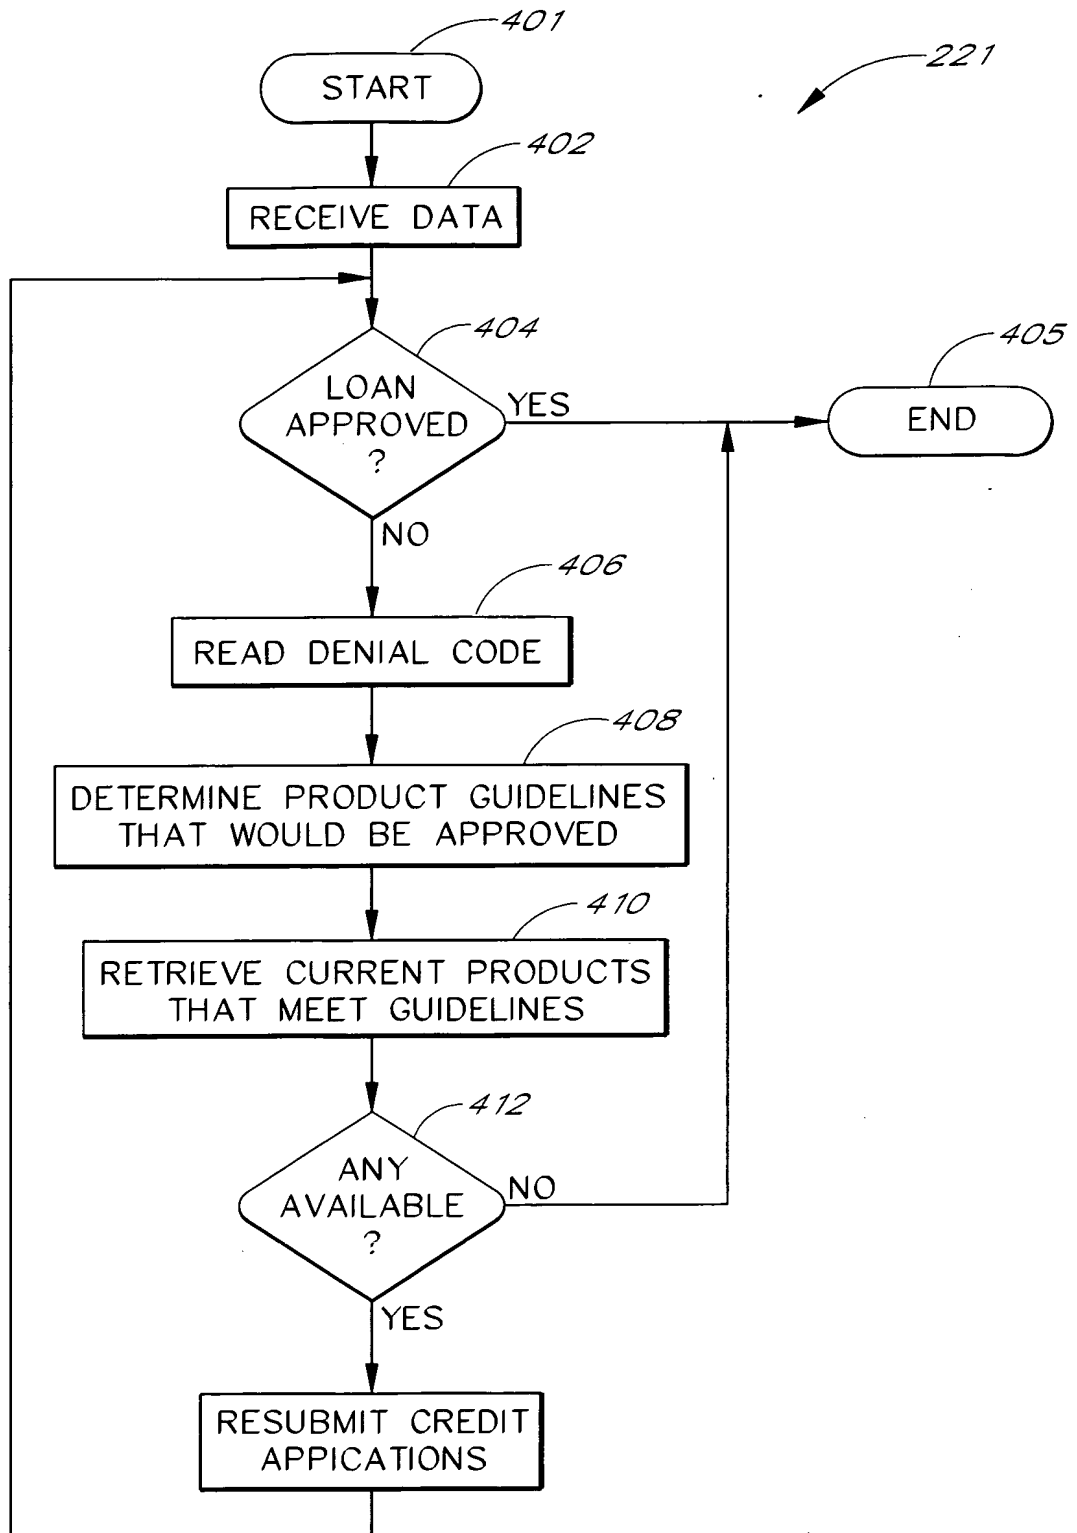 401
START
221
402
RECEIVE DATA
404
LOAN
APPROVED
?
YES
405
END
NO
406
READ DENIAL CODE
408
DETERMINE PRODUCT GUIDELINES
THAT WOULD BE APPROVED
410
RETRIEVE CURRENT PRODUCTS
THAT MEET GUIDELINES
412
ANY
AVAILABLE
?
NO
YES
RESUBMIT CREDIT
APPICATIONS